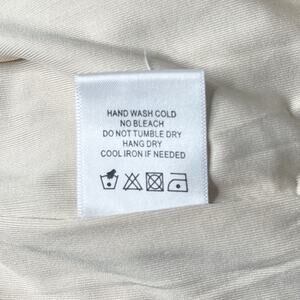 HAND WASH COLD
NO BLEACH
DO NOT TUMBLE DRY
HANG DRY
COOL IRON IF NEEDED